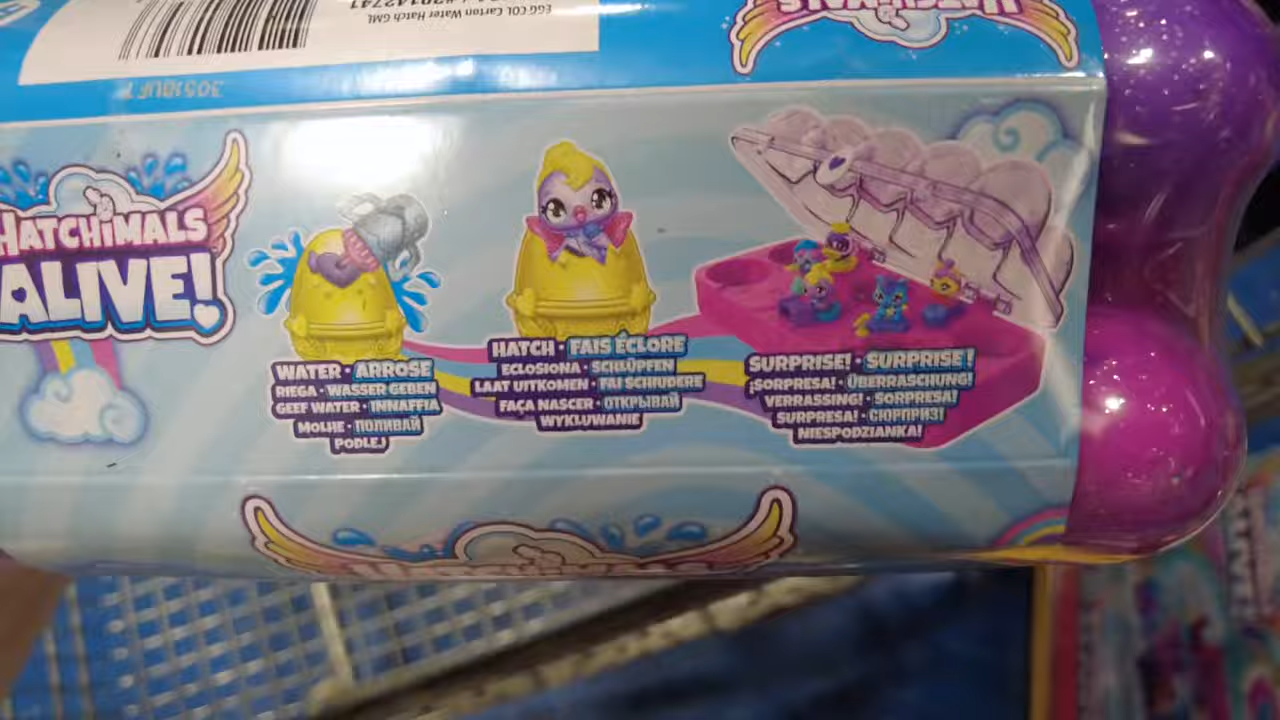 EGG COL Carton Water Hatch GML
HATCHIMALS
HATCHIMALS
ALIVE!
WATER · ARROSE
RIEGA · WASSER GEBEN
GEEF WATER · INNAFFIA
MOLHE · ПОЛИВАЙ
PODLEJ
HATCH · FAIS ÉCLORE
ECLOSIONA · SCHLÜPFEN
LAAT UITKOMEN · FAI SCHIUDERE
FAÇA NASCER · ОТКРЫВАЙ
WYKLUWANIE
SURPRISE! · SURPRISE !
¡SORPRESA! · ÜBERRASCHUNG!
VERRASSING! · SORPRESA!
SURPRESA! · СЮРПРИЗ!
NIESPODZIANKA!